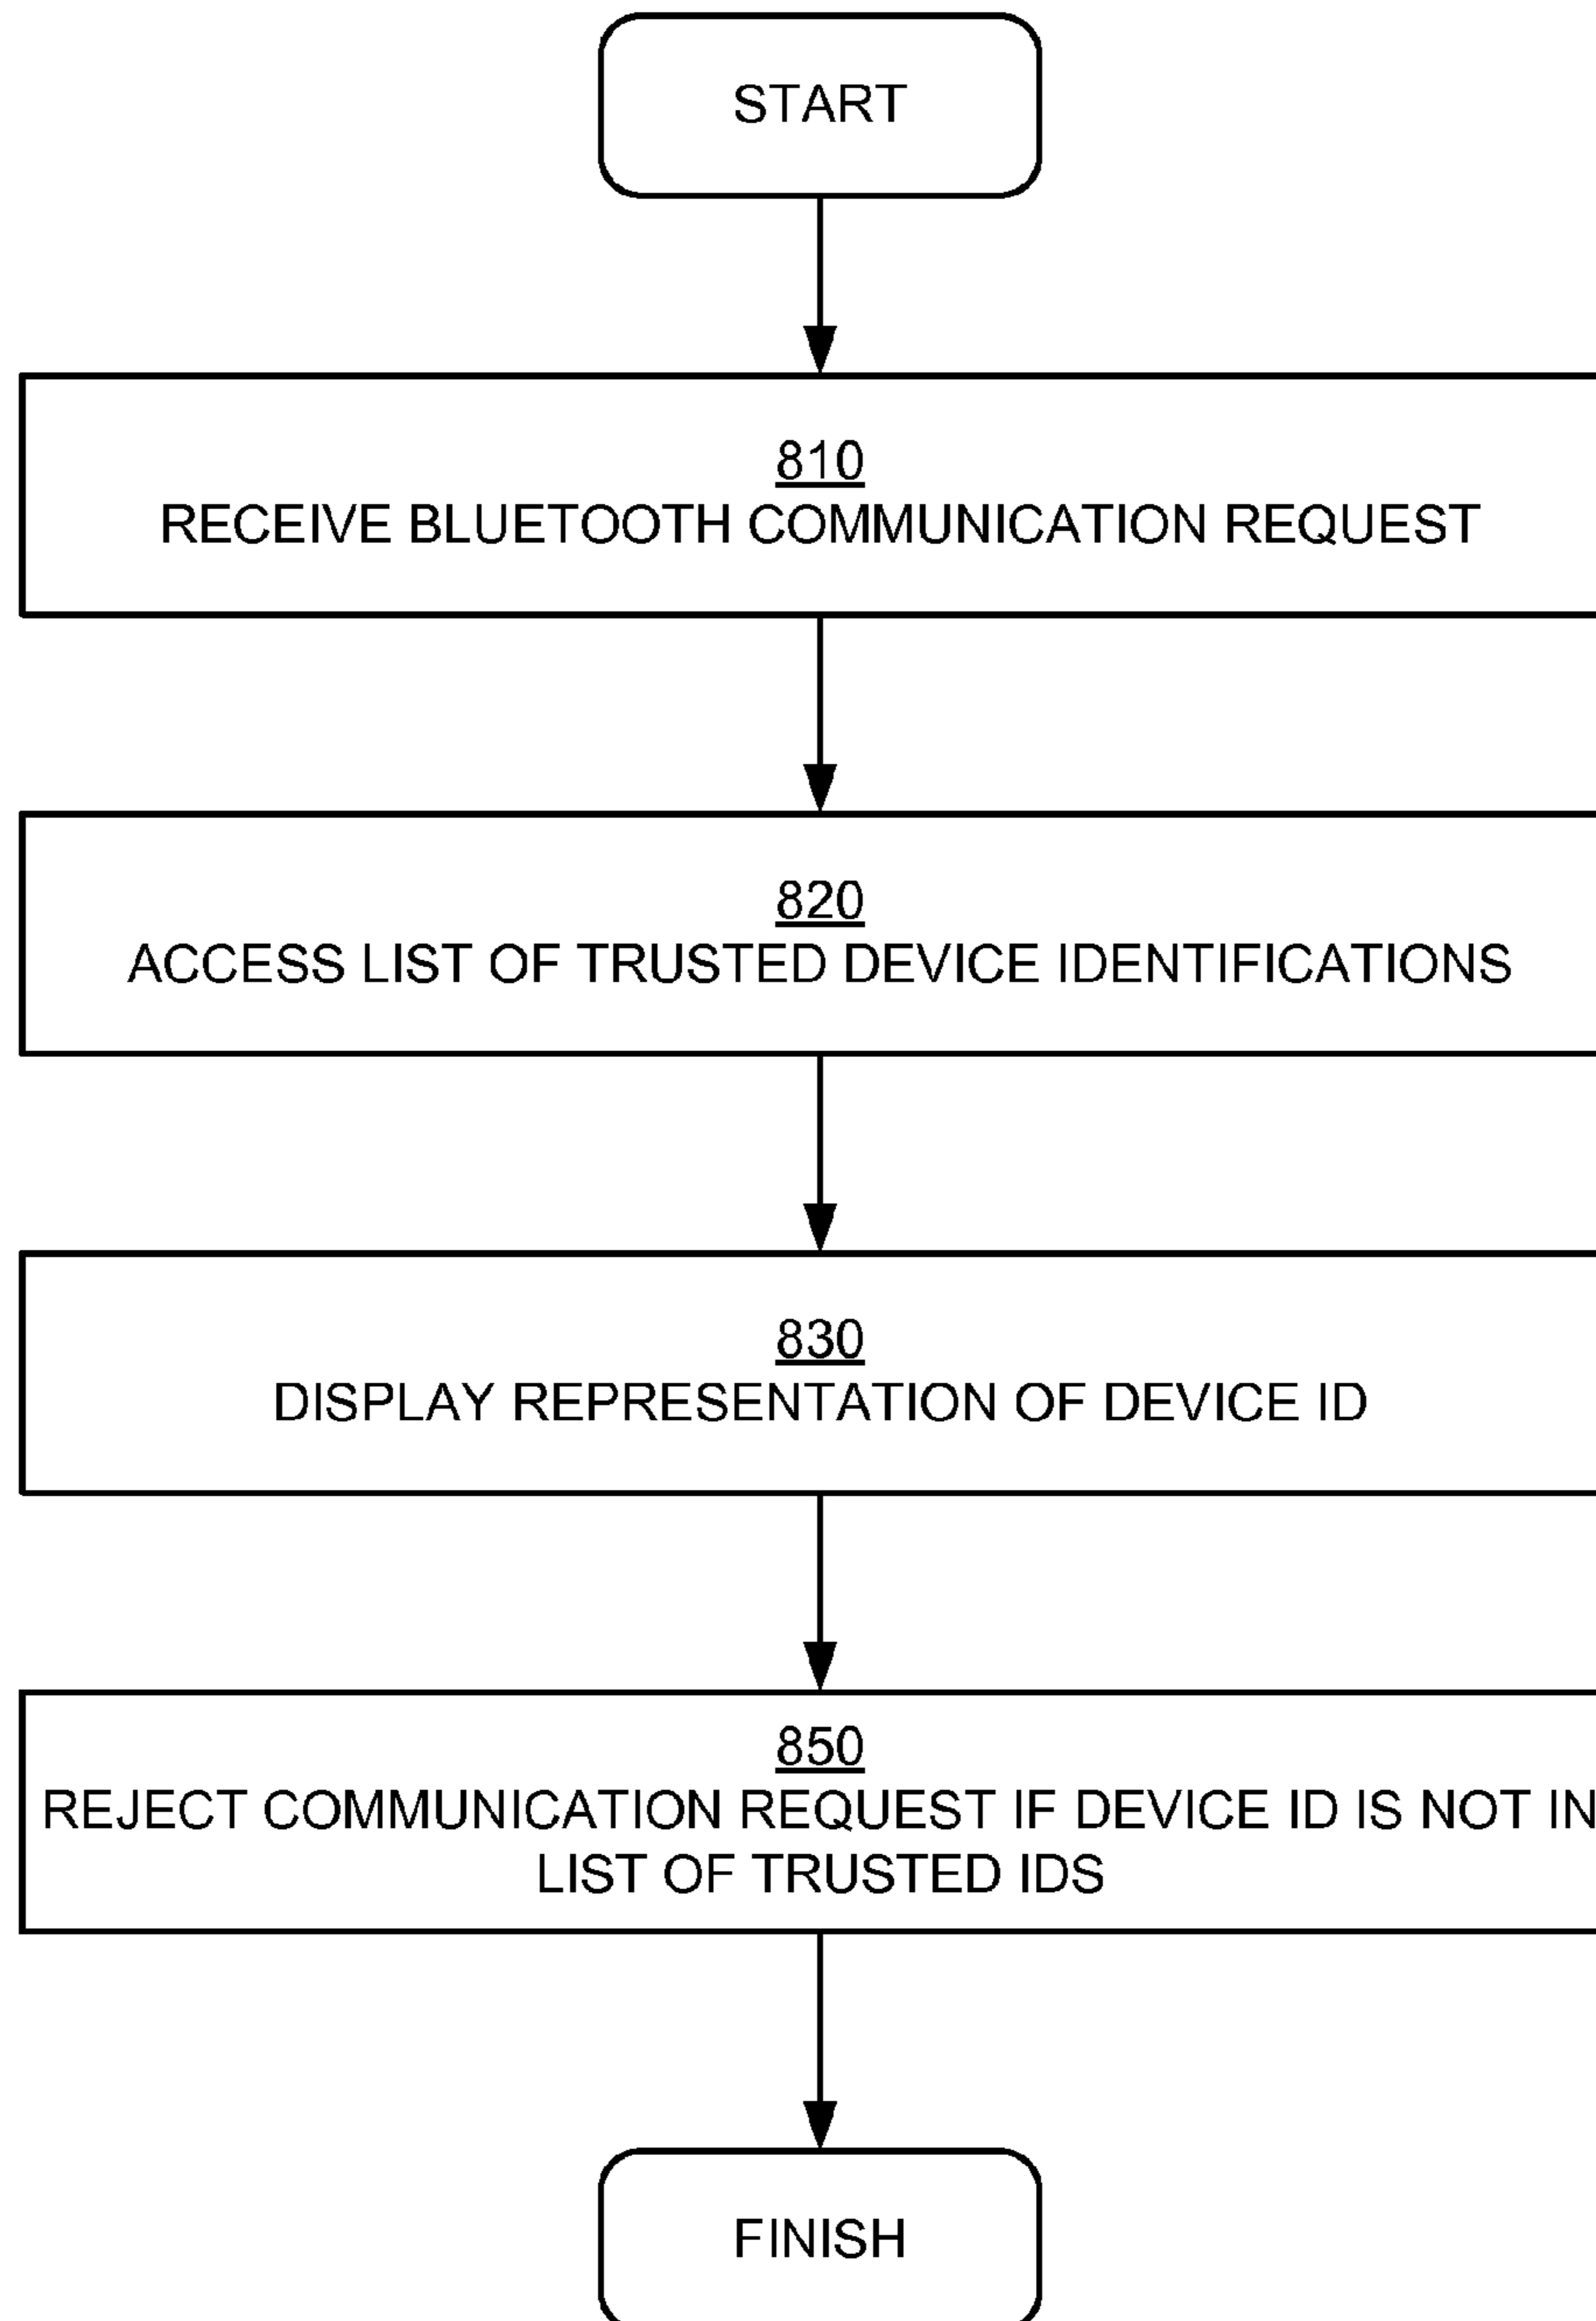 START
810
RECEIVE BLUETOOTH COMMUNICATION REQUEST
820
ACCESS LIST OF TRUSTED DEVICE IDENTIFICATIONS
830
DISPLAY REPRESENTATION OF DEVICE ID
850
REJECT COMMUNICATION REQUEST IF DEVICE ID IS NOT IN
LIST OF TRUSTED IDS
FINISH